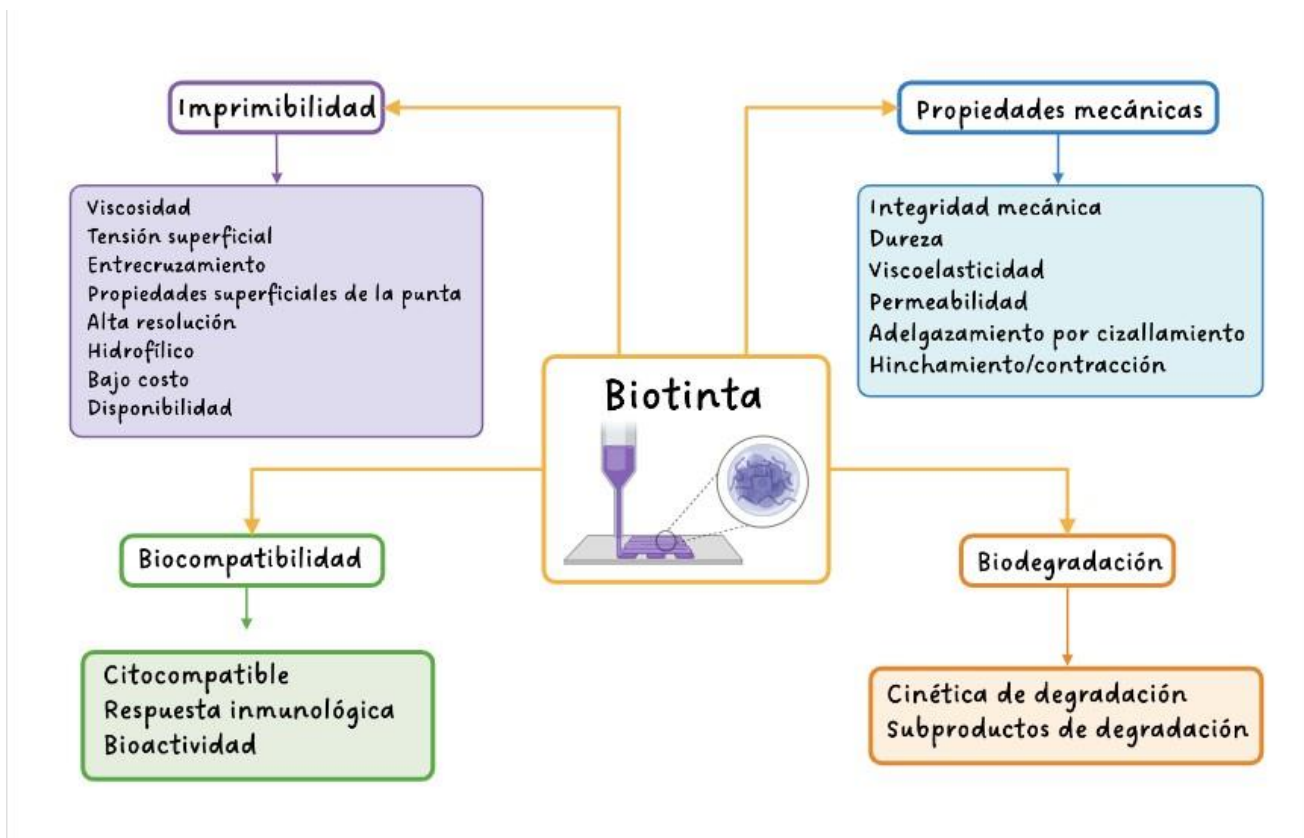 Imprimibilidad
Viscosidad
Tensión superficial
Entrecruzamiento
Propiedades superficiales de la punta
Alta resolución
Hidrofílico
Bajo costo
Disponibilidad
Propiedades mecánicas
Integridad mecánica
Dureza
Viscoelasticidad
Permeabilidad
Adelgazamiento por cizallamiento
Hinchamiento/contracción
Biotinta
Biocompatibilidad
Citocompatible
Respuesta inmunológica
Bioactividad
Biodegradación
Cinética de degradación
Subproductos de degradación